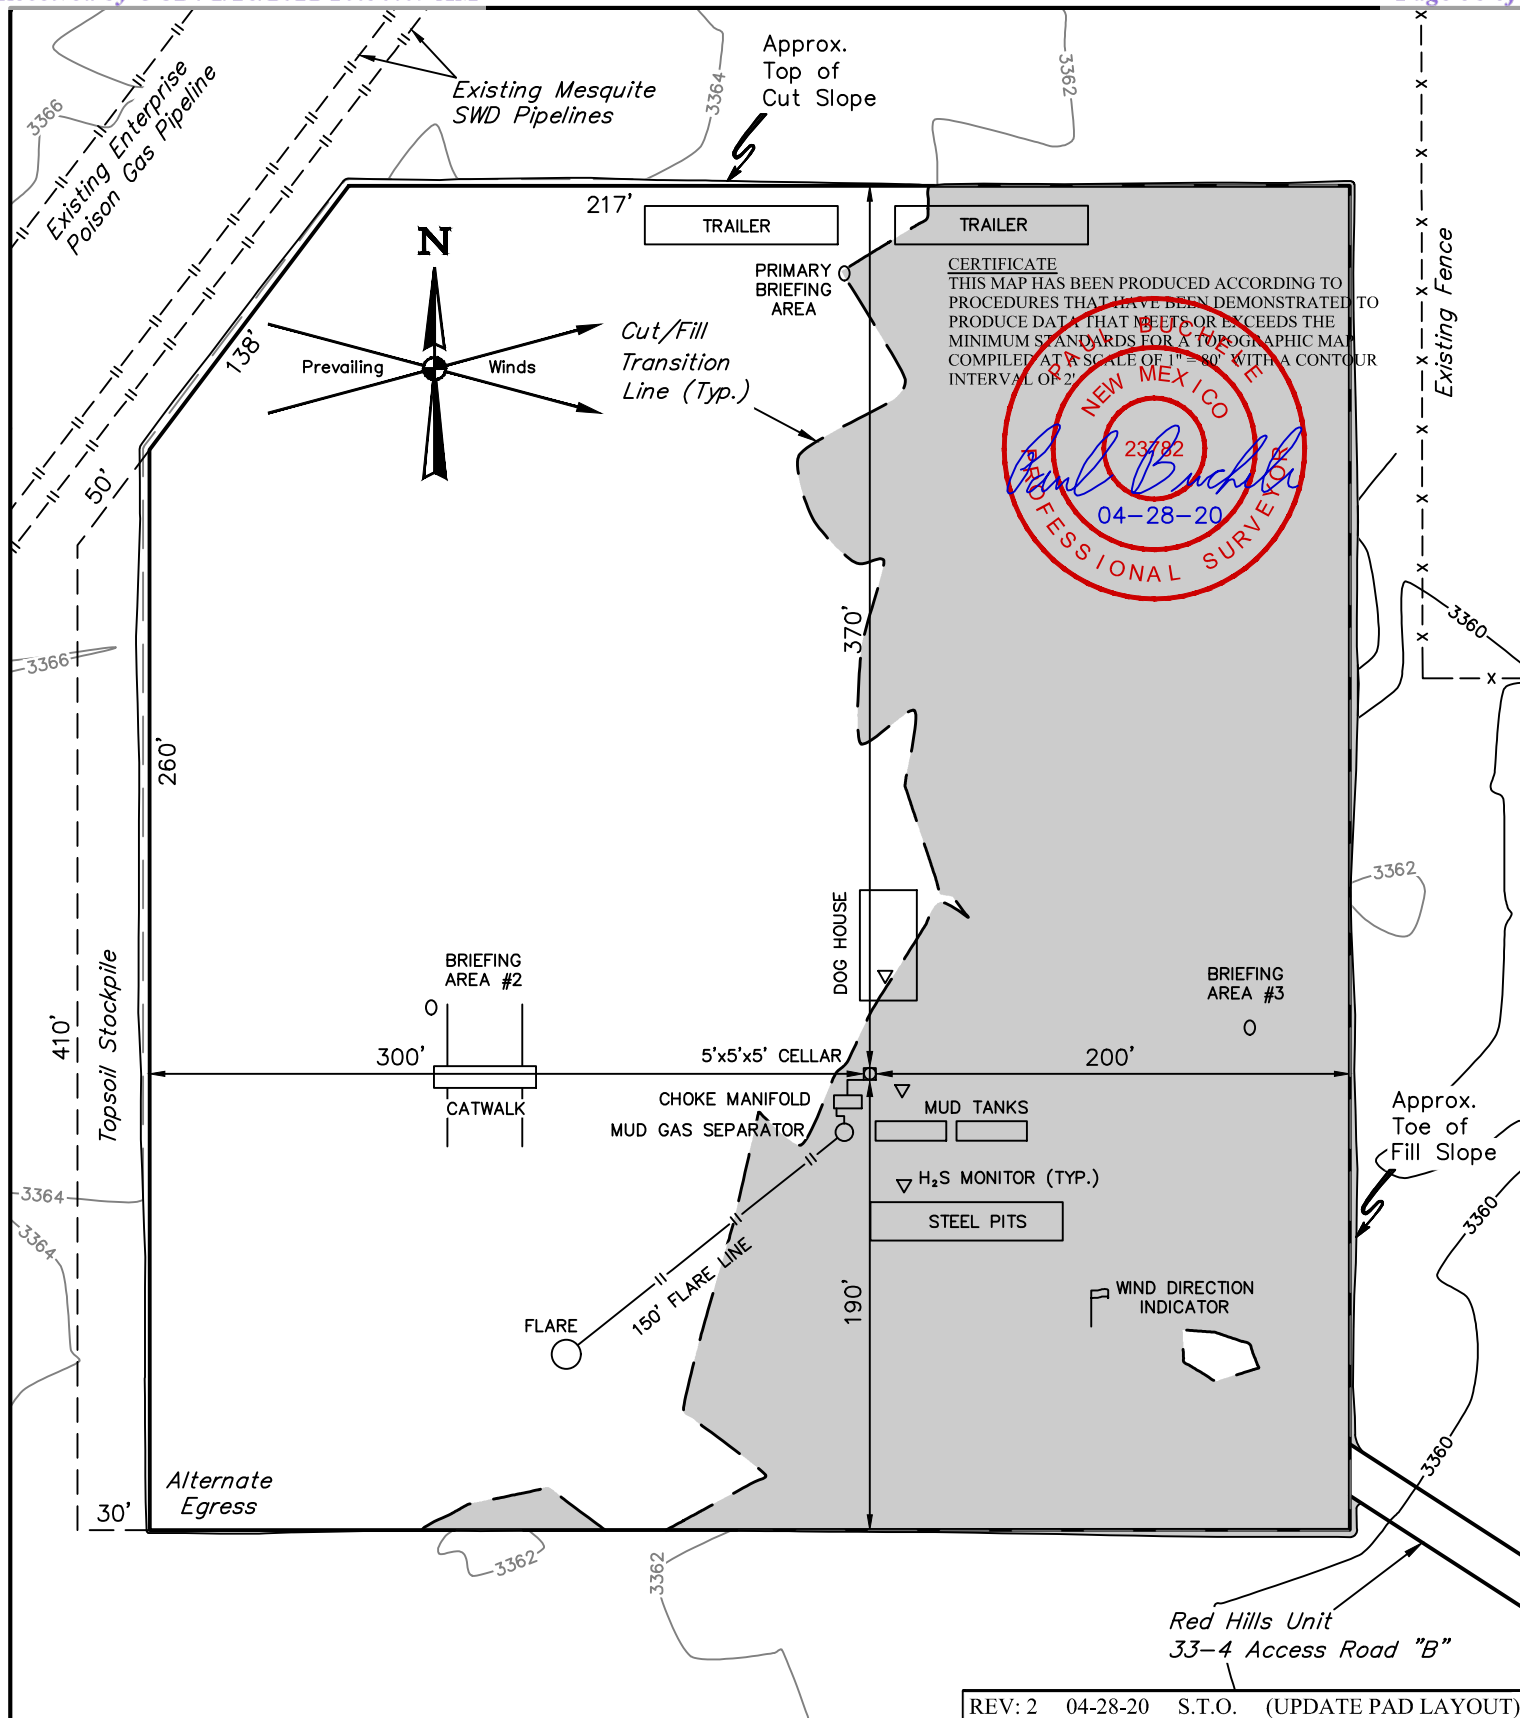 Approx.
Top of
Cut Slope
Existing Mesquite
SWD Pipelines
Existing Enterprise
Poison Gas Pipeline
3366
3364
3362
217'
TRAILER
TRAILER
N
PRIMARY
BRIEFING
AREA
CERTIFICATE
THIS MAP HAS BEEN PRODUCED ACCORDING TO
PROCEDURES THAT HAVE BEEN DEMONSTRATED TO
PRODUCE DATA THAT MEETS OR EXCEEDS THE
MINIMUM STANDARDS FOR A TOPOGRAPHIC MAP
COMPILED AT A SCALE OF 1" = 80' WITH A CONTOUR
INTERVAL OF 2'.
PAUL BUCHELE
NEW MEXICO
23782
PROFESSIONAL SURVEYOR
Paul Buchele
04-28-20
Existing Fence
138'
Prevailing Winds
Cut/Fill
Transition
Line (Typ.)
50'
370'
3360
3366
260'
3362
DOG HOUSE
BRIEFING
AREA #2
BRIEFING
AREA #3
Topsoil Stockpile
410'
300'
5'x5'x5' CELLAR
200'
CATWALK
CHOKE MANIFOLD
MUD TANKS
MUD GAS SEPARATOR
Approx.
Toe of
Fill Slope
H₂S MONITOR (TYP.)
3364
3364
STEEL PITS
3360
150' FLARE LINE
190'
WIND DIRECTION
INDICATOR
FLARE
3360
Alternate
Egress
30'
3362
3362
Red Hills Unit
33-4 Access Road "B"
REV: 2 04-28-20 S.T.O. (UPDATE PAD LAYOUT)